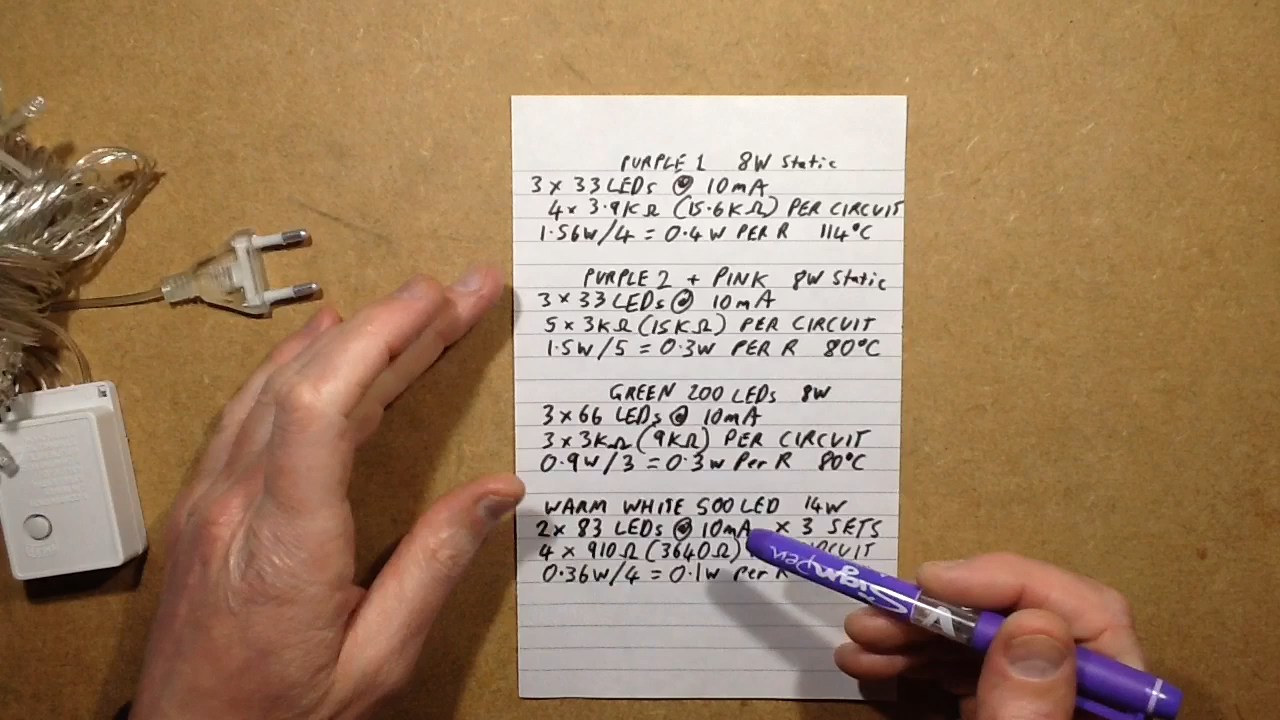 PURPLE 1 8W Static
3 x 33 LEDs @ 10mA
4 x 3.9KΩ (15.6KΩ) PER CIRCUIT
1.56W/4 = 0.4W PER R 114°C
PURPLE 2 + PINK 8W Static
3 x 33 LEDs @ 10mA
5 x 3KΩ (15KΩ) PER CIRCUIT
1.5W/5 = 0.3W PER R 80°C
GREEN 200 LEDs 8W
3 x 66 LEDs @ 10mA
3 x 3KΩ (9KΩ) PER CIRCUIT
0.9W/3 = 0.3W Per R 80°C
WARM WHITE 500 LED 14W
2 x 83 LEDs @ 10mA x 3 SETS
4 x 910Ω (3640Ω)
0.36W/4 = 0.1W Per R
Sigmpen